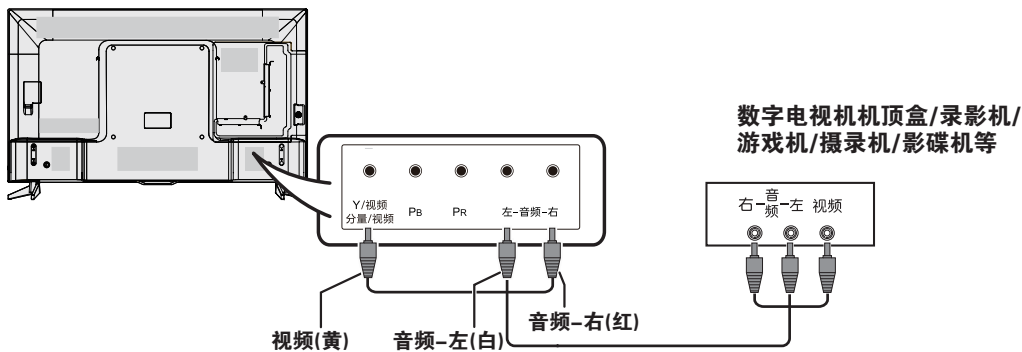 数字电视机机顶盒/录影机/
游戏机/摄录机/影碟机等
Y/视频
分量/视频
PB
PR
左-音频-右
右-音频-左 视频
视频(黄)
音频-左(白)
音频-右(红)